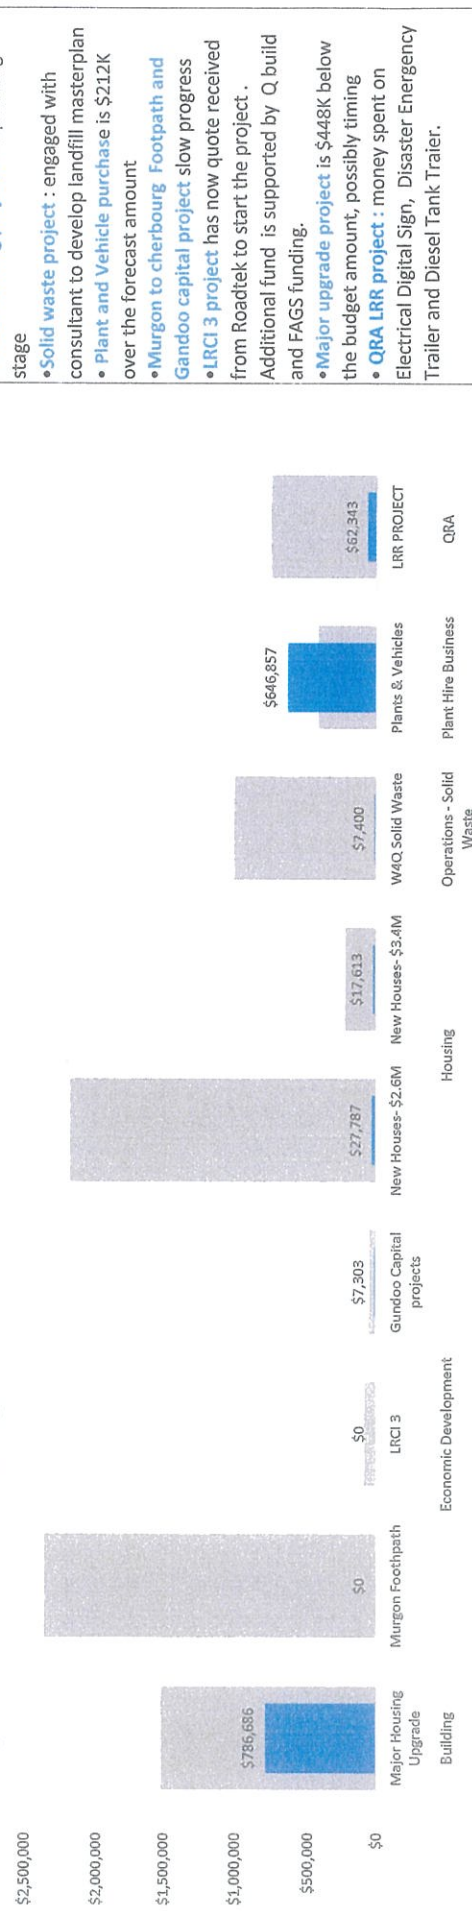 $2,500,000
$2,000,000
$1,500,000
$1,000,000
$500,000
$0
$786,686
$0
$0
$7,303
$27,787
$17,613
$7,400
$646,857
$62,343
Major Housing
Upgrade
Murgon Foothpath
LRCI 3
Gundoo Capital
projects
New Houses- $2.6M
New Houses- $3.4M
W4Q Solid Waste
Plants & Vehicles
LRR PROJECT
Building
Economic Development
Housing
Operations - Solid
Waste
Plant Hire Business
QRA
stage
•Solid waste project : engaged with
consultant to develop landfill masterplan
• Plant and Vehicle purchase is $212K
over the forecast amount
•Murgon to cherbourg Footpath and
Gandoo capital project slow progress
•LRCI 3 project has now quote received
from Roadtek to start the project .
Additional fund is supported by Q build
and FAGS funding.
•Major upgrade project is $448K below
the budget amount, possibly timing
• QRA LRR project : money spent on
Electrical Digital Sign, Disaster Emergency
Trailer and Diesel Tank Traier.